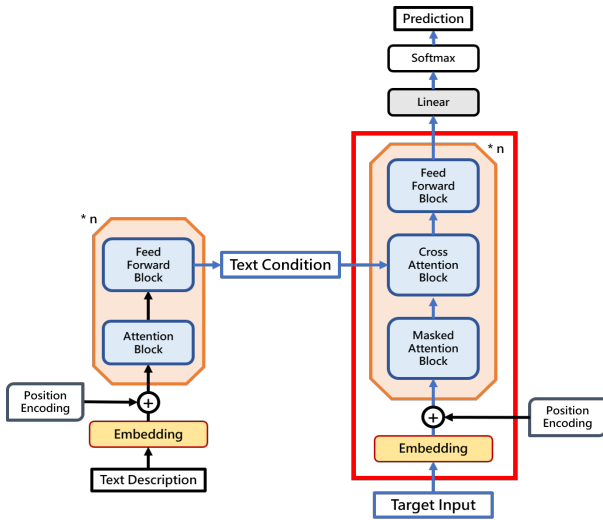 Prediction
Softmax
Linear
* n
Feed
Forward
Block
* n
Feed
Forward
Block
Text Condition
Cross
Attention
Block
Attention
Block
Masked
Attention
Block
Position
Encoding
+
+
Position
Encoding
Embedding
Embedding
Text Description
Target Input